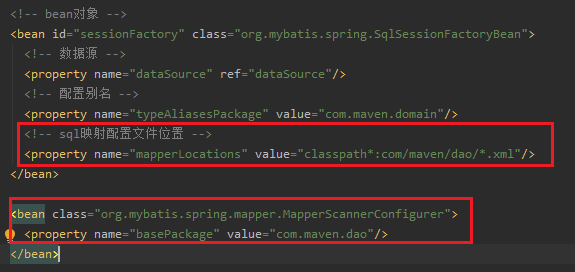 <!-- bean对象 -->
<bean id="sessionFactory" class="org.mybatis.spring.SqlSessionFactoryBean">
<!-- 数据源 -->
<property name="dataSource" ref="dataSource"/>
<!-- 配置别名 -->
<property name="typeAliasesPackage" value="com.maven.domain"/>
<!-- sql映射配置文件位置 -->
<property name="mapperLocations" value="classpath*:com/maven/dao/*.xml"/>
</bean>
<bean class="org.mybatis.spring.mapper.MapperScannerConfigurer">
<property name="basePackage" value="com.maven.dao"/>
</bean>